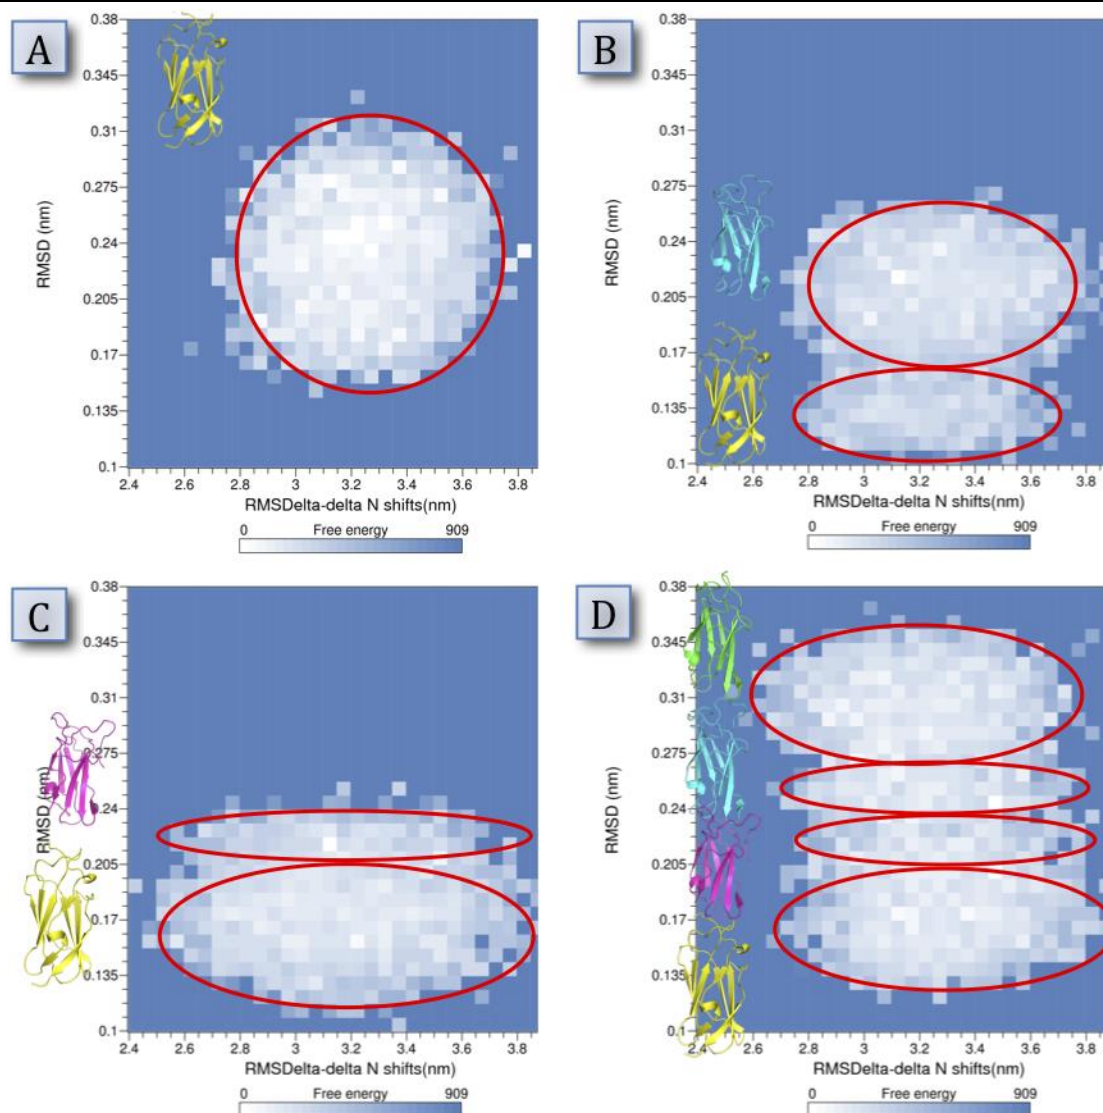 A
RMSD (nm)
0.38
0.345
0.31
0.275
0.24
0.205
0.17
0.135
0.1
2.4 2.6 2.8 3 3.2 3.4 3.6 3.8
RMSDelta-delta N shifts(nm)
0 Free energy 909
B
RMSD (nm)
0.38
0.345
0.31
0.275
0.24
0.205
0.17
0.135
0.1
2.4 2.6 2.8 3 3.2 3.4 3.6 3.8
RMSDelta-delta N shifts(nm)
0 Free energy 909
C
RMSD (nm)
0.38
0.345
0.31
0.275
0.24
0.205
0.17
0.135
0.1
2.4 2.6 2.8 3 3.2 3.4 3.6 3.8
RMSDelta-delta N shifts(nm)
0 Free energy 909
D
RMSD (nm)
0.38
0.345
0.31
0.275
0.24
0.205
0.17
0.135
0.1
2.4 2.6 2.8 3 3.2 3.4 3.6 3.8
RMSDelta-delta N shifts(nm)
0 Free energy 909